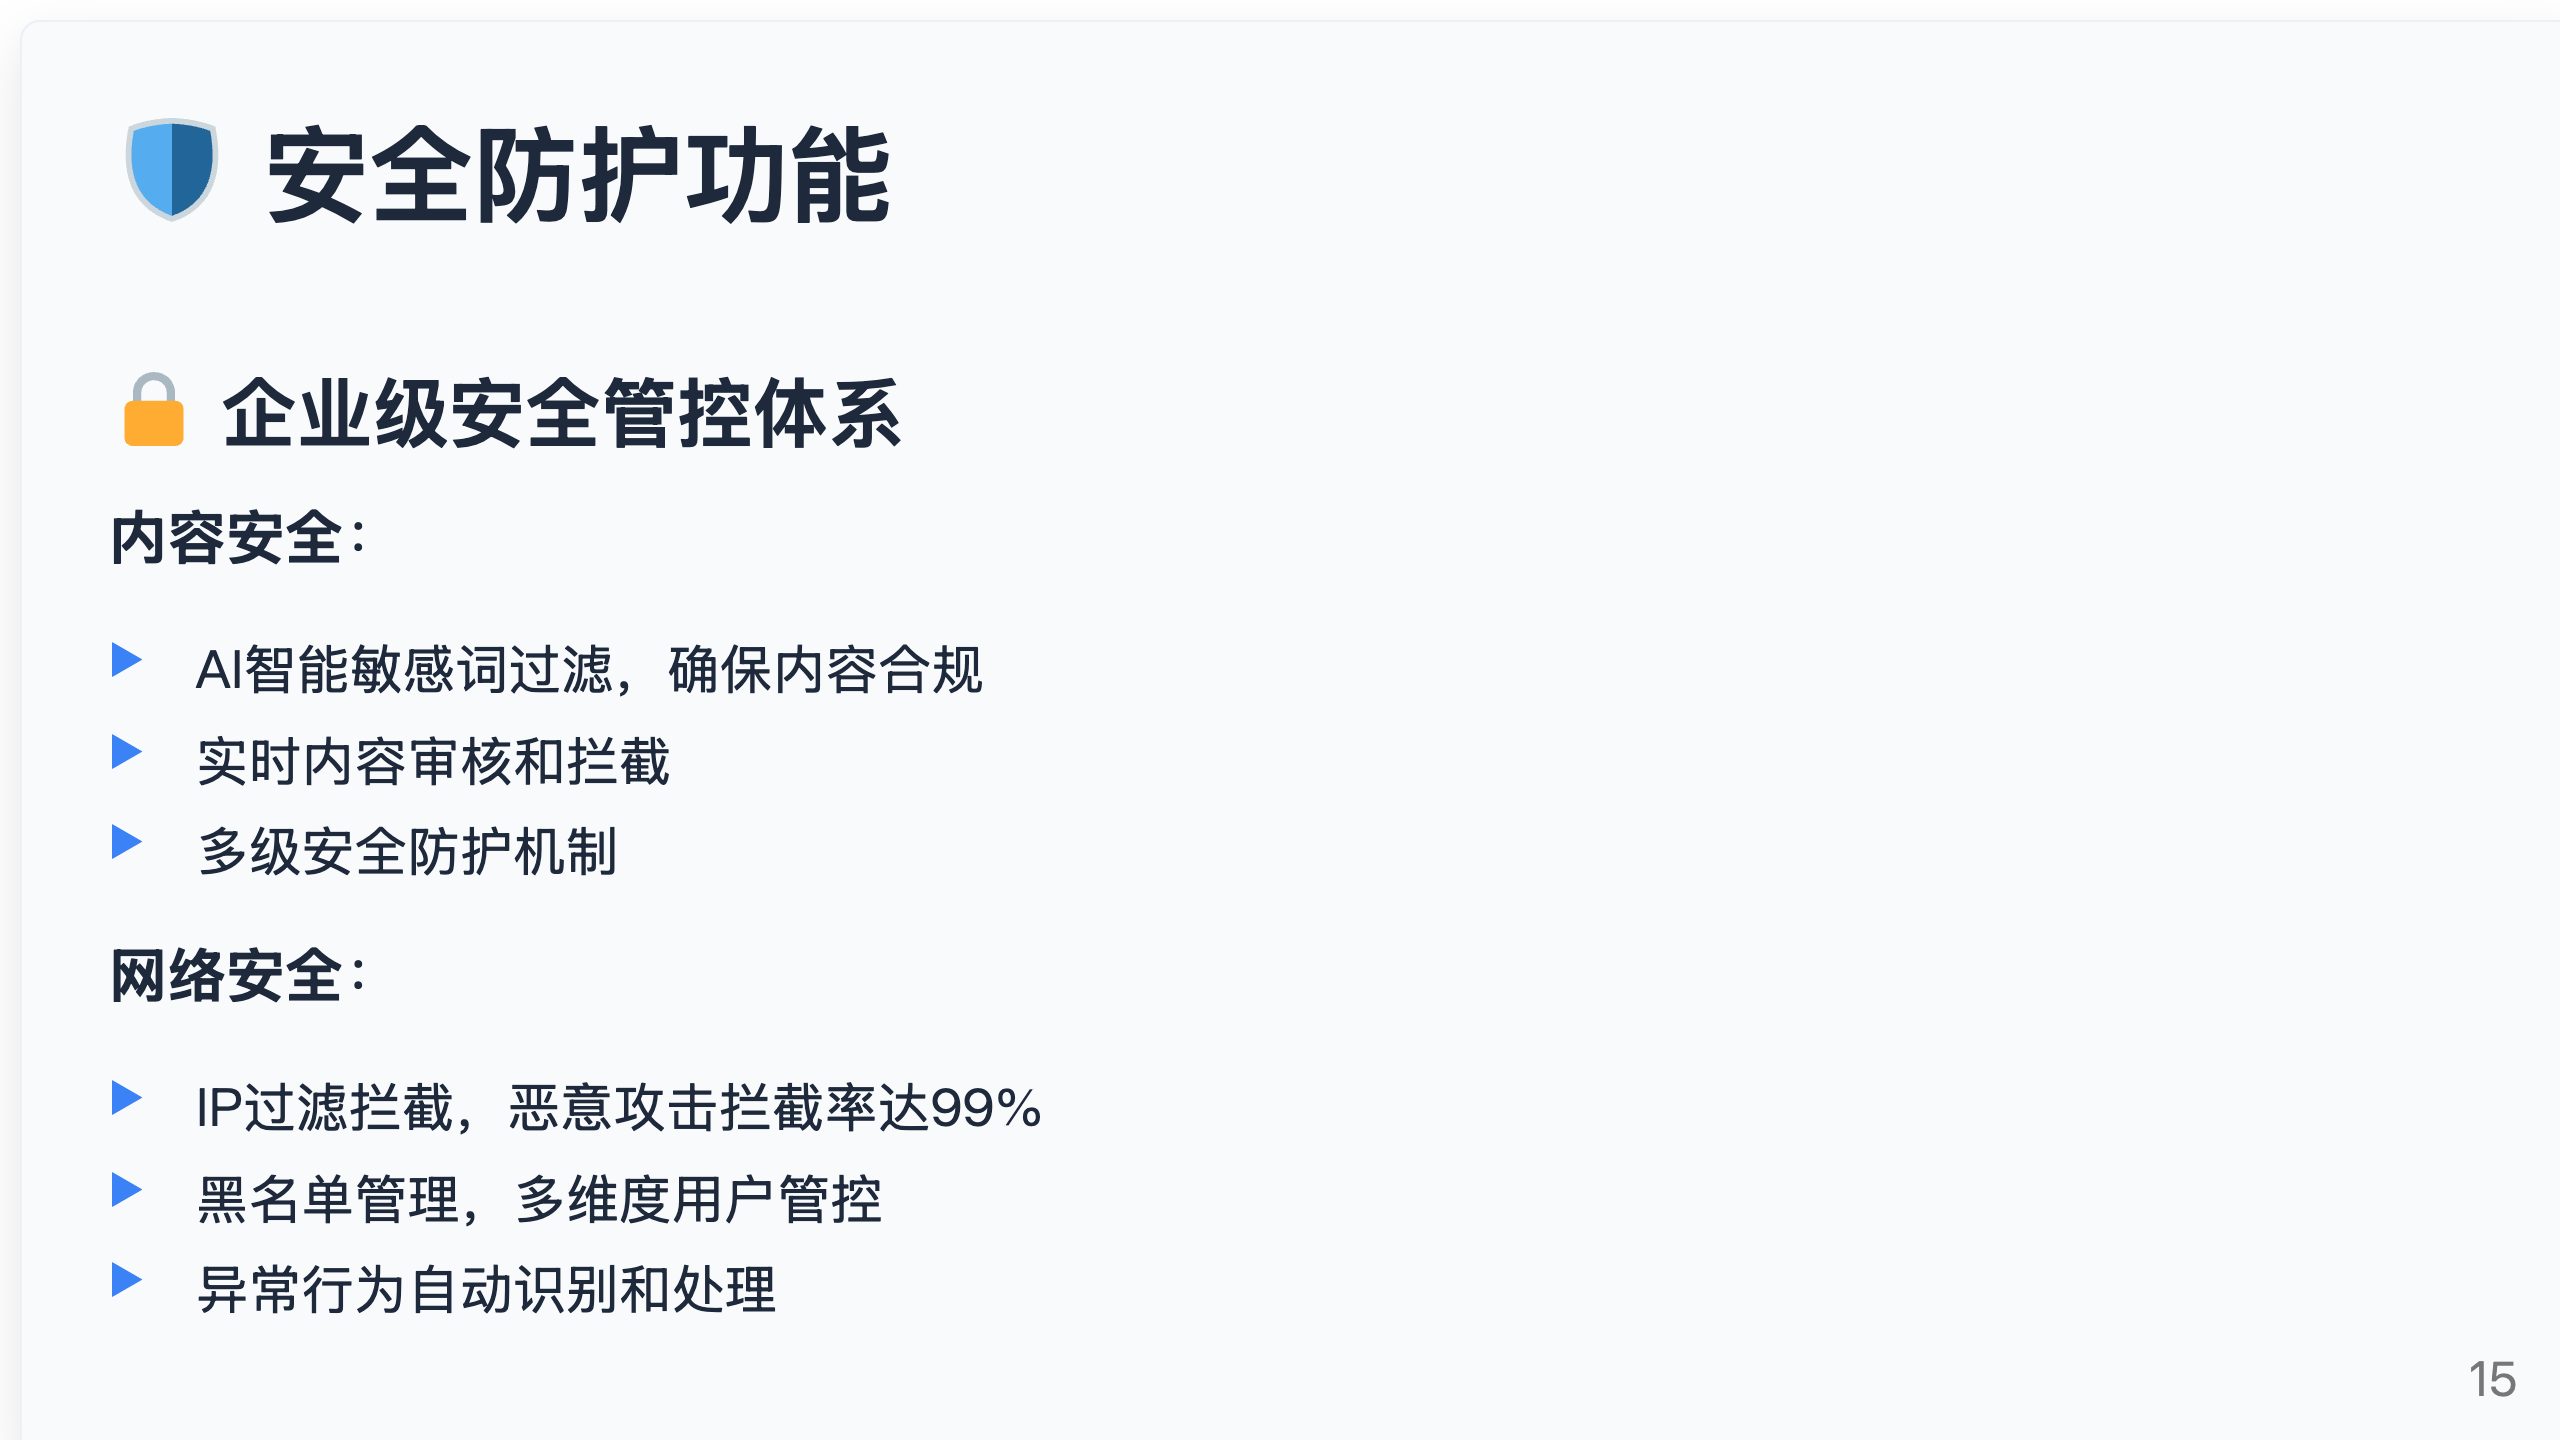 安全防护功能
企业级安全管控体系
内容安全：
AI智能敏感词过滤，确保内容合规
实时内容审核和拦截
多级安全防护机制
网络安全：
IP过滤拦截，恶意攻击拦截率达99%
黑名单管理，多维度用户管控
异常行为自动识别和处理
15